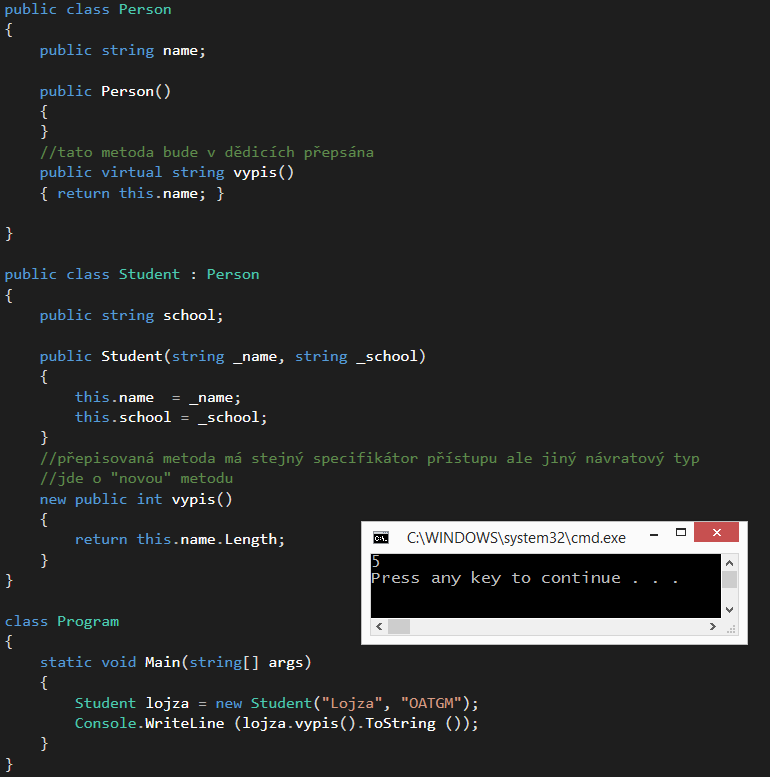 public class Person
{
    public string name;

    public Person()
    {
    }
    //tato metoda bude v dědicích přepsána
    public virtual string vypis()
    { return this.name; }

}

public class Student : Person
{
    public string school;

    public Student(string _name, string _school)
    {
        this.name  = _name;
        this.school = _school;
    }
    //přepisovaná metoda má stejný specifikátor přístupu ale jiný návratový typ
    //jde o "novou" metodu
    new public int vypis()
    {
        return this.name.Length;
    }
}

class Program
{
    static void Main(string[] args)
    {
        Student lojza = new Student("Lojza", "OATGM");
        Console.WriteLine (lojza.vypis().ToString ());
    }
}
C:\WINDOWS\system32\cmd.exe
5
Press any key to continue . . .